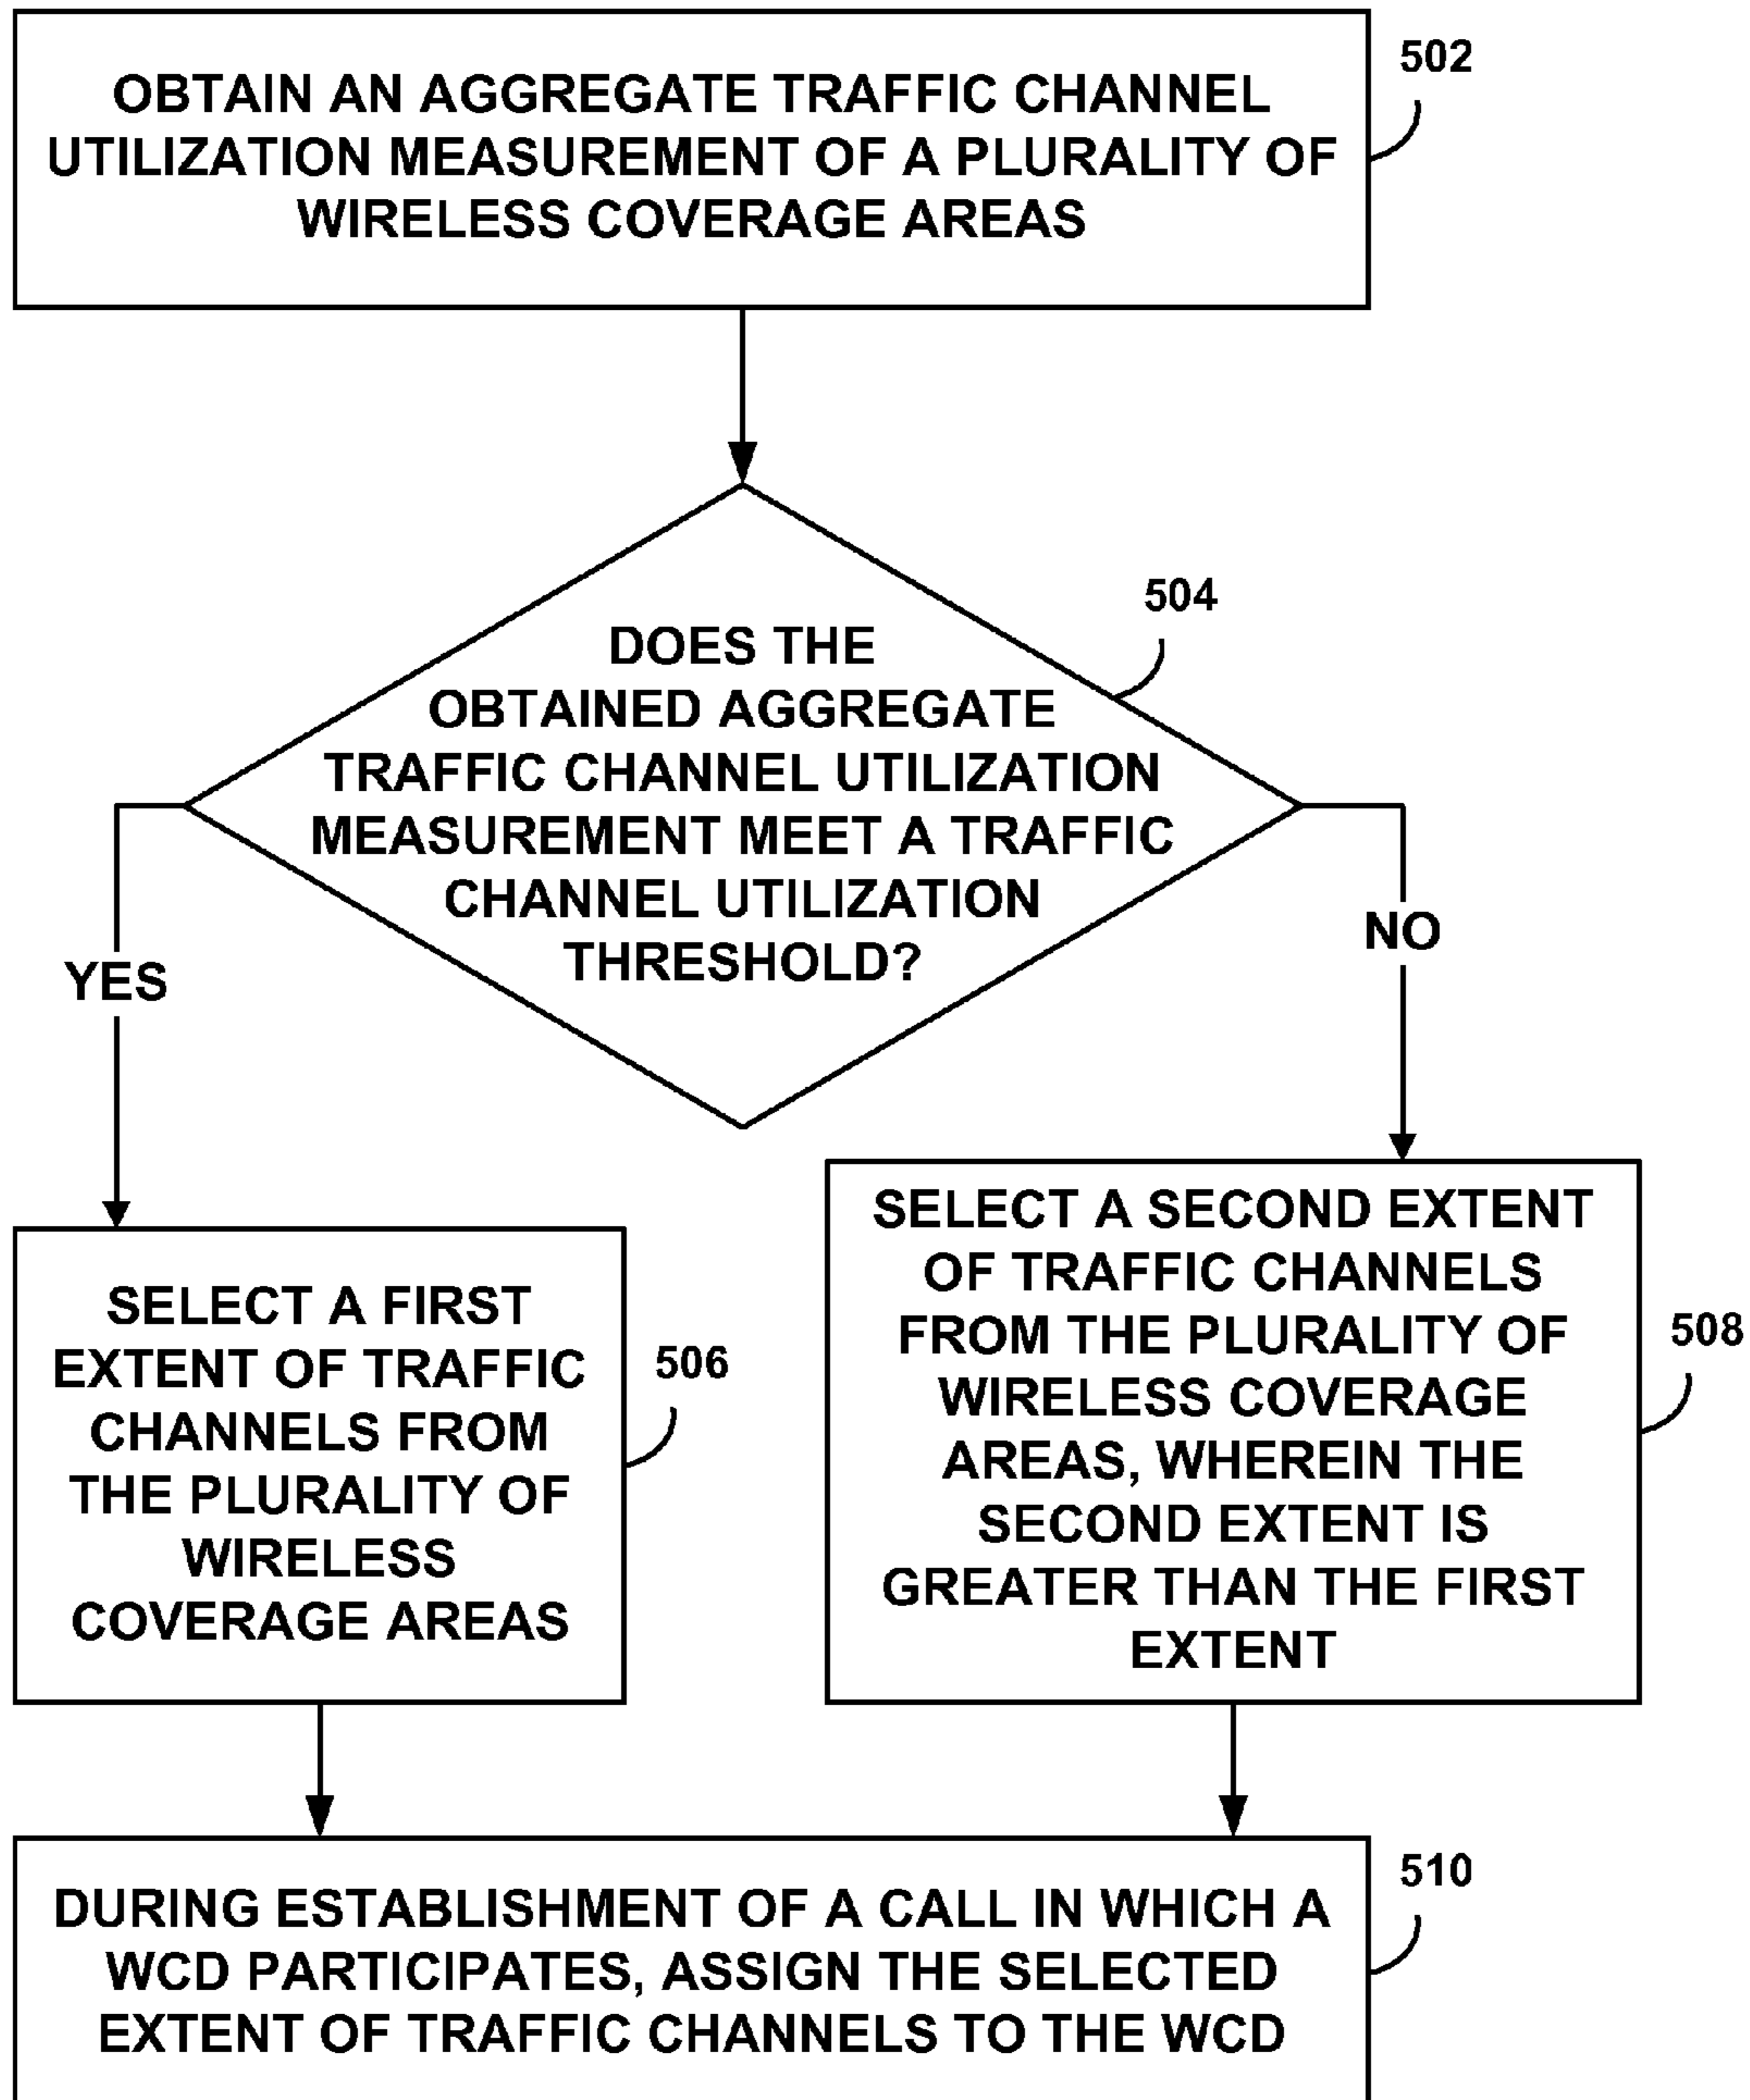 OBTAIN AN AGGREGATE TRAFFIC CHANNEL
UTILIZATION MEASUREMENT OF A PLURALITY OF
WIRELESS COVERAGE AREAS
502
DOES THE
OBTAINED AGGREGATE
TRAFFIC CHANNEL UTILIZATION
MEASUREMENT MEET A TRAFFIC
CHANNEL UTILIZATION
THRESHOLD?
504
YES
NO
SELECT A FIRST
EXTENT OF TRAFFIC
CHANNELS FROM
THE PLURALITY OF
WIRELESS
COVERAGE AREAS
506
SELECT A SECOND EXTENT
OF TRAFFIC CHANNELS
FROM THE PLURALITY OF
WIRELESS COVERAGE
AREAS, WHEREIN THE
SECOND EXTENT IS
GREATER THAN THE FIRST
EXTENT
508
DURING ESTABLISHMENT OF A CALL IN WHICH A
WCD PARTICIPATES, ASSIGN THE SELECTED
EXTENT OF TRAFFIC CHANNELS TO THE WCD
510